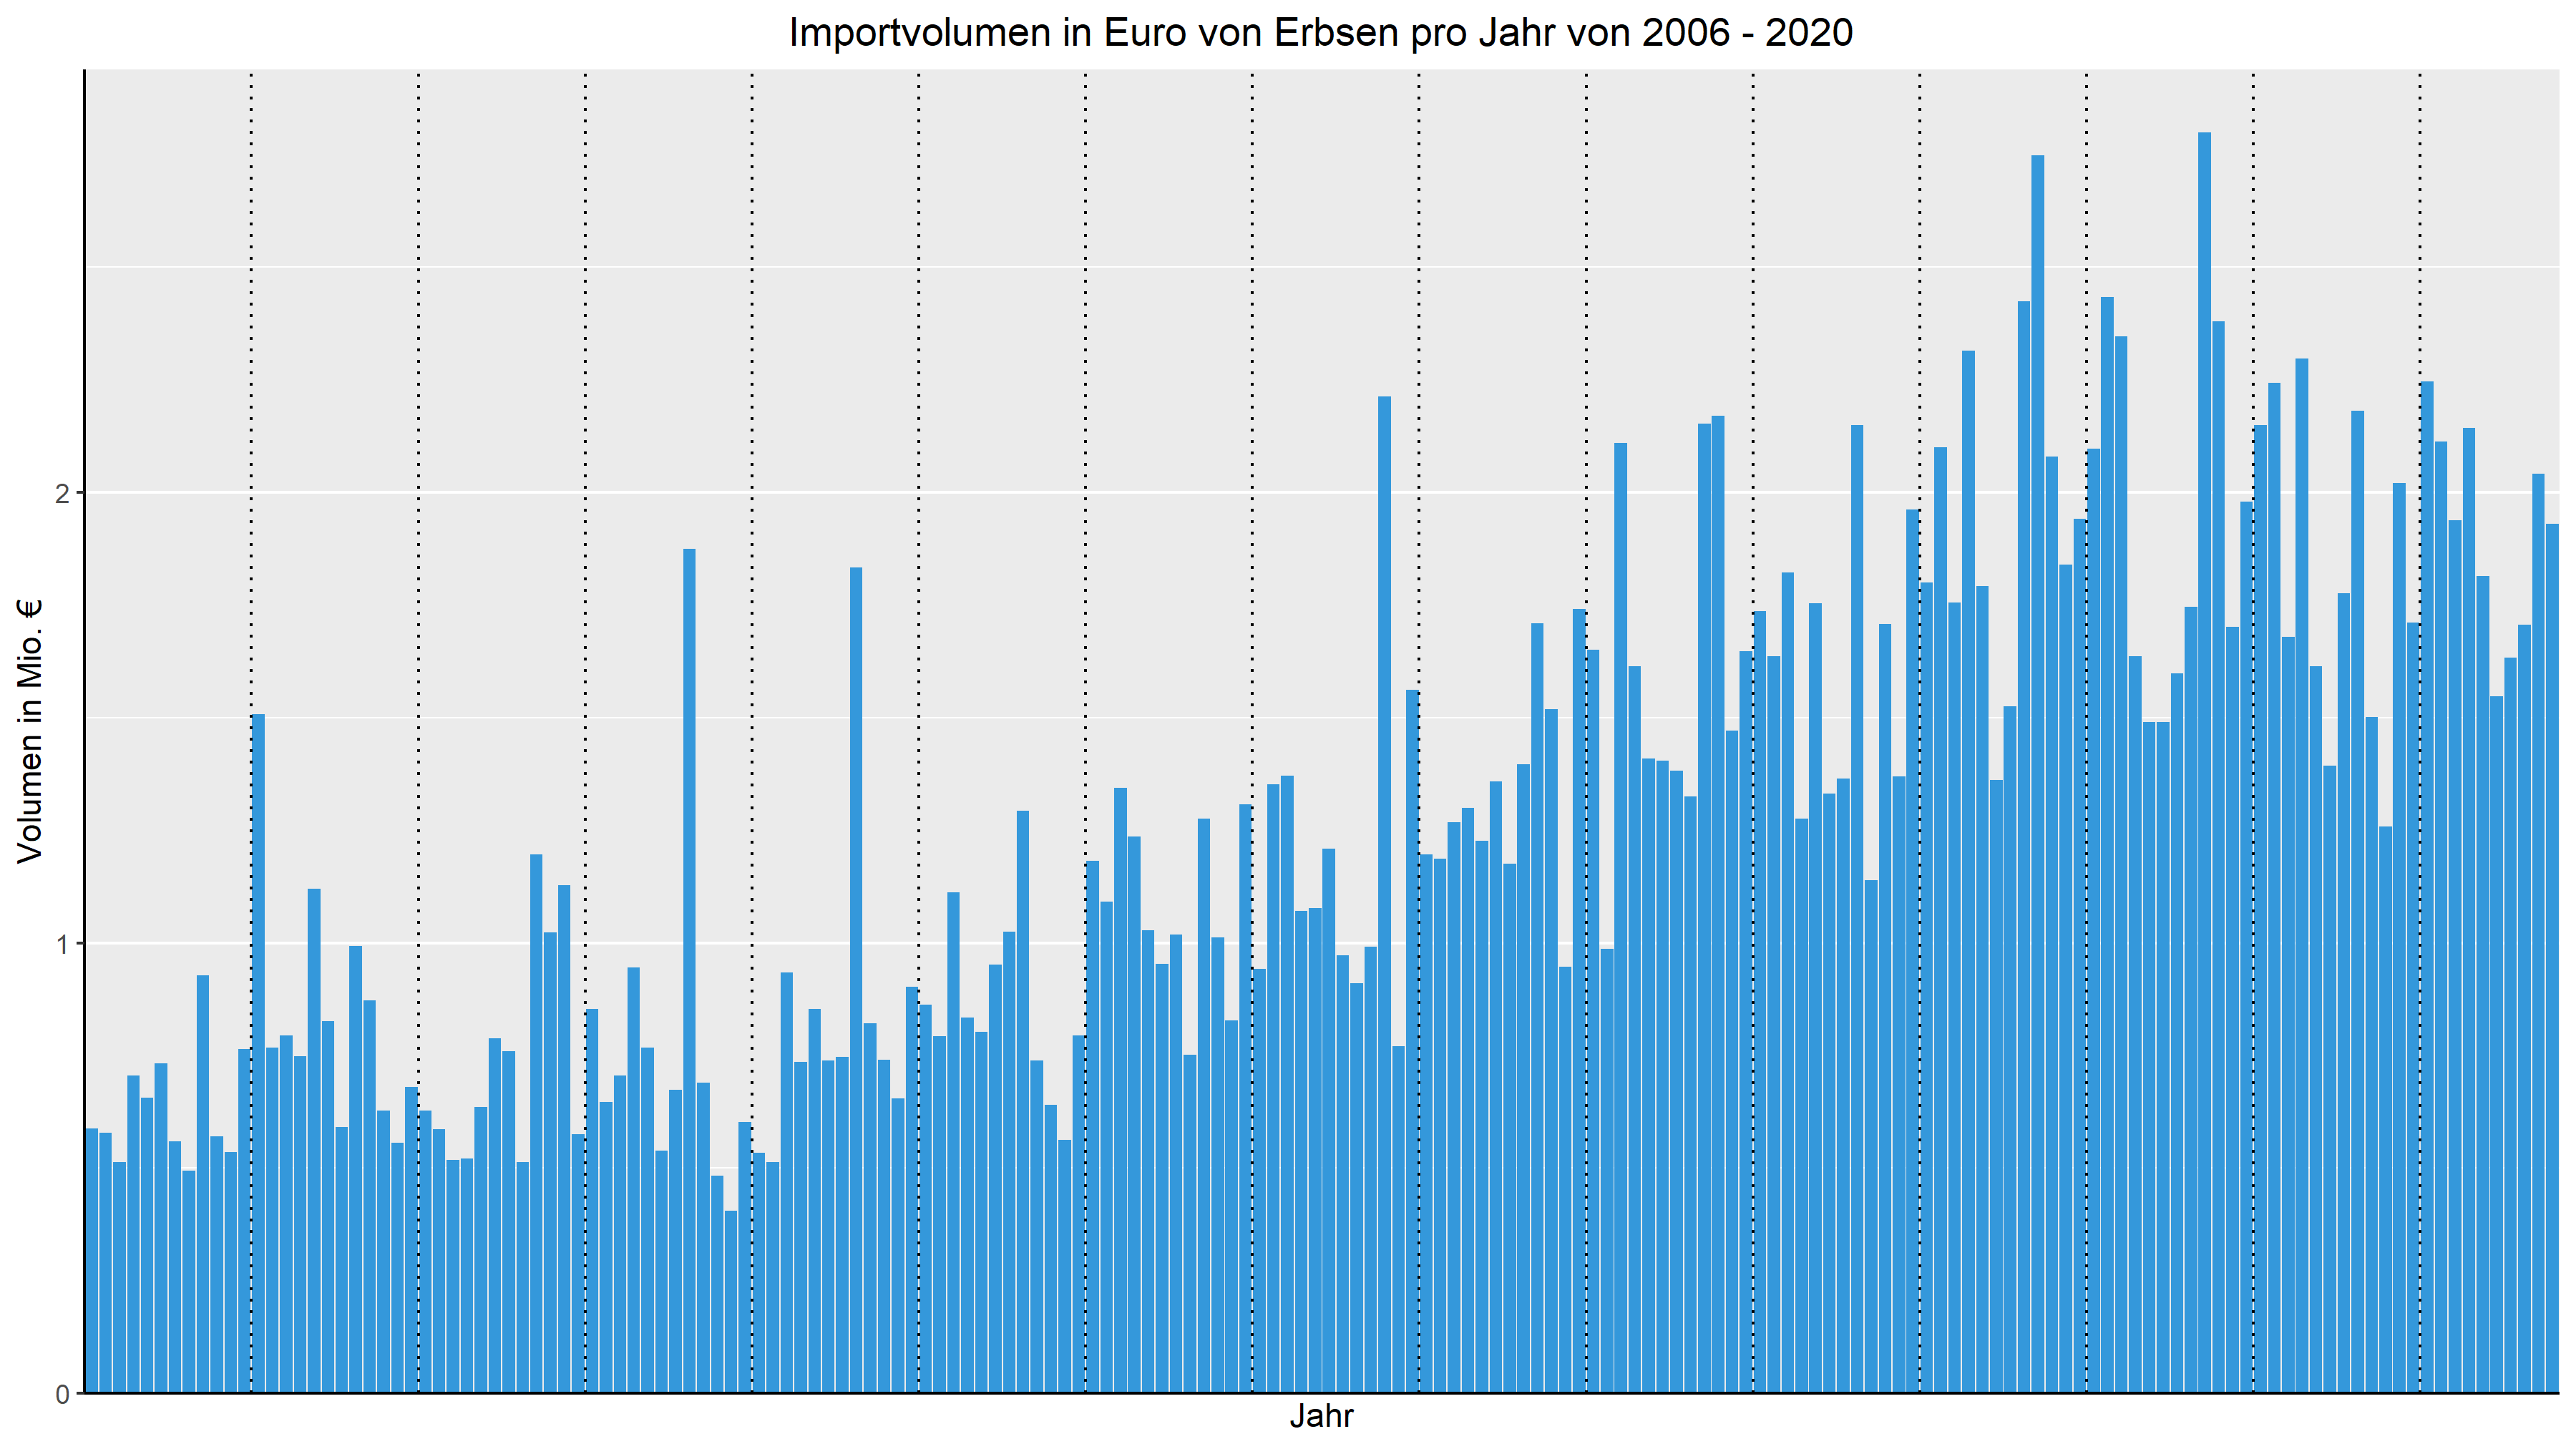 Importvolumen in Euro von Erbsen pro Jahr von 2006 - 2020
Volumen in Mio. €
2
1
0
Jahr